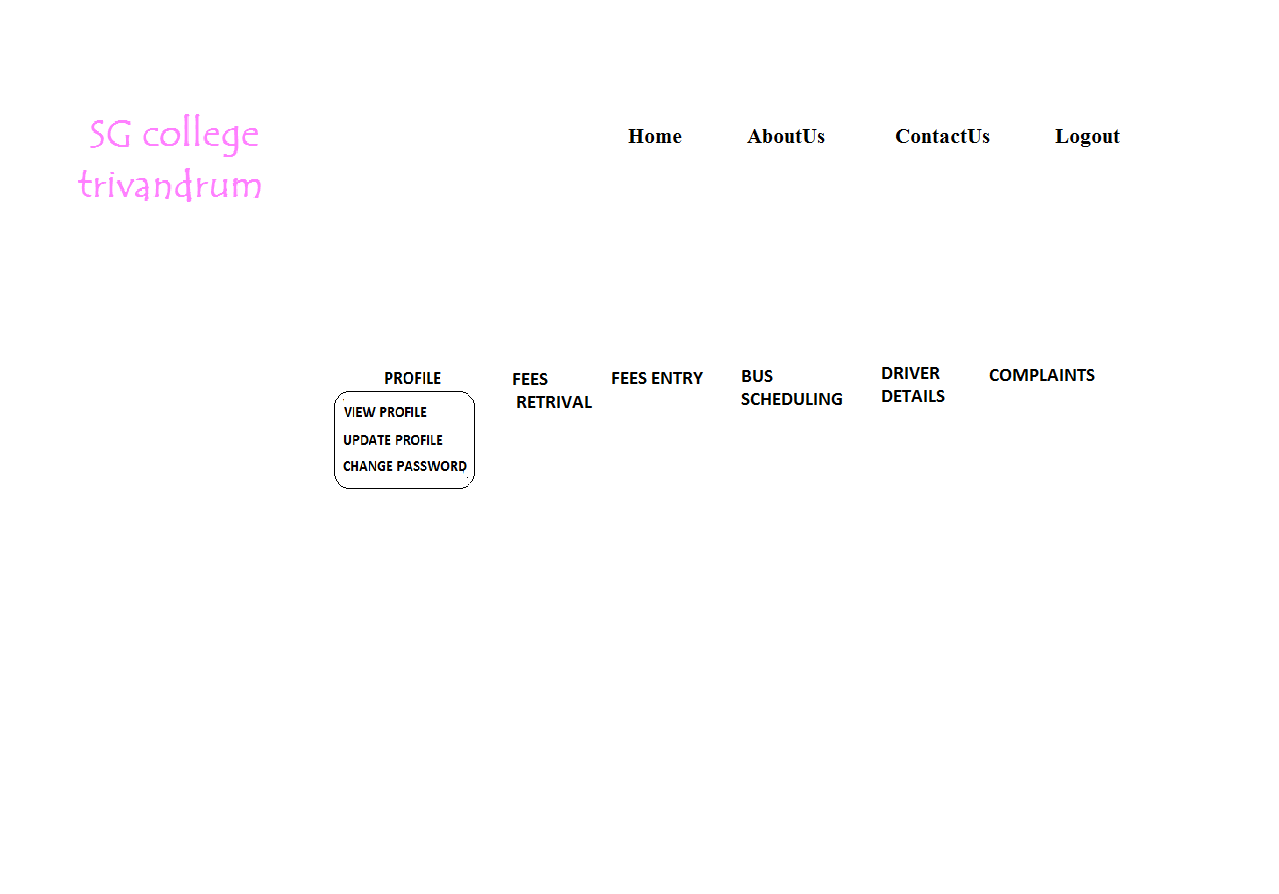 SG college
trivandrum
Home AboutUs ContactUs Logout
PROFILE
VIEW PROFILE
UPDATE PROFILE
CHANGE PASSWORD
FEES
RETRIVAL
FEES ENTRY
BUS
SCHEDULING
DRIVER
DETAILS
COMPLAINTS